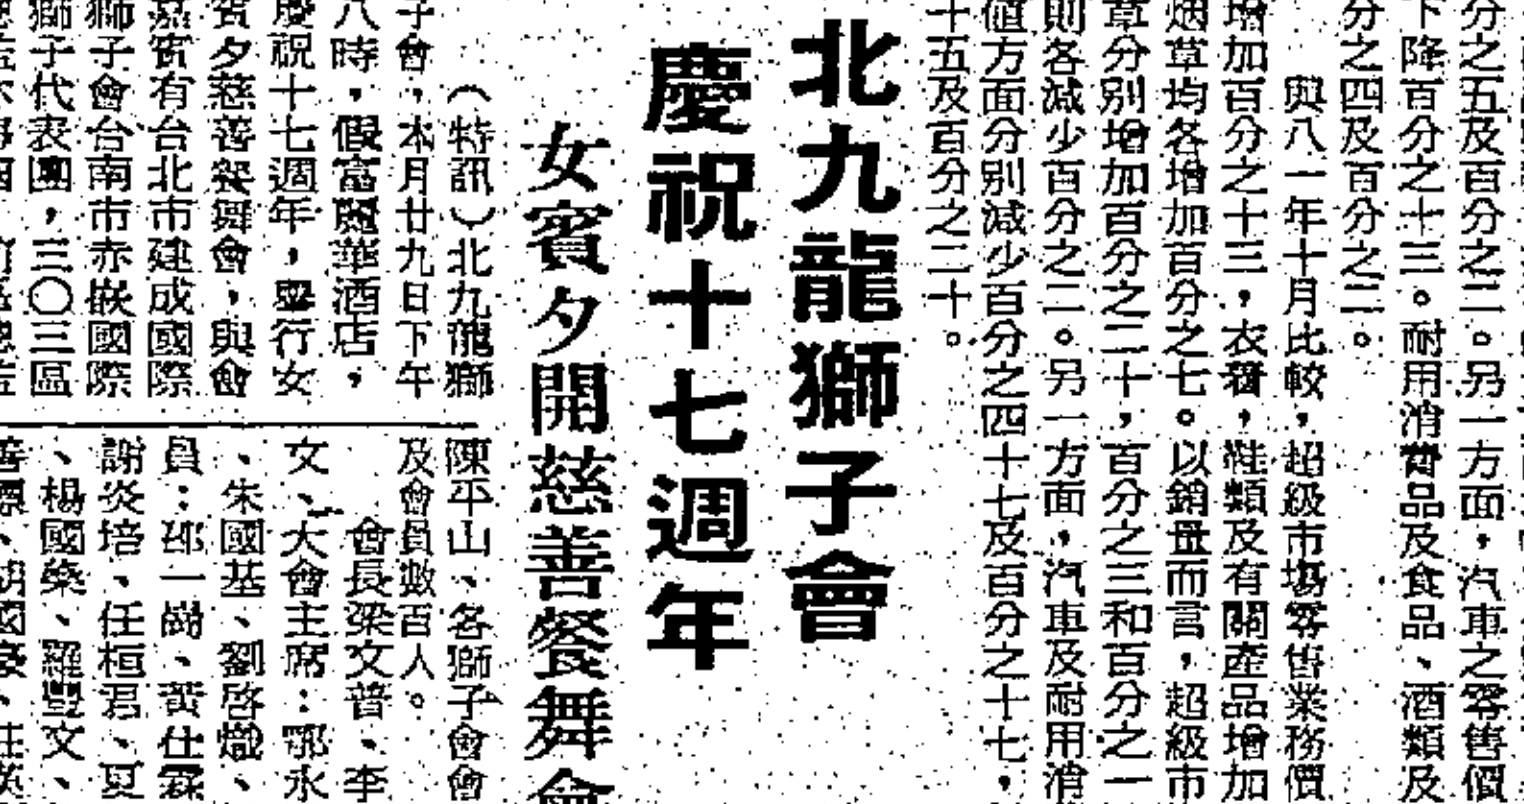 分之五及百分之二。另一方面，汽車之零售價
下降百分之十三。耐用消費品及食品、酒類及
分之四及百分之二。
與八一年十月比較，超級市場零售業務價
增加百分之十三，衣着，鞋類及有關產品增加
烟草均各增加百分之七。以銷量而言，超級市
草分別增加百分之二十，百分之三和百分之一
則各減少百分之二。另一方面，汽車及耐用消
値方面分別減少百分之四十七及百分之十七，
十五及百分之二十。
北九龍獅子會
慶祝十七週年
女賓夕開慈善餐舞會
（特訊）北九龍獅
子會，本月廿九日下午
八時，假富麗華酒店，
慶祝十七週年，舉行女
賓夕慈善餐舞會，與會
嘉賓有台北市建成國際
獅子會台南市赤嵌國際
獅子代表團，三〇三區
陳平山、各獅子會會
及會員數百人。
會長梁文普、李
文、大會主席：鄂永
、朱國基、劉啓熾、
員：邵一樹、黃仕霖
謝炎培、任桓君、夏
、楊國榮、羅豐文、